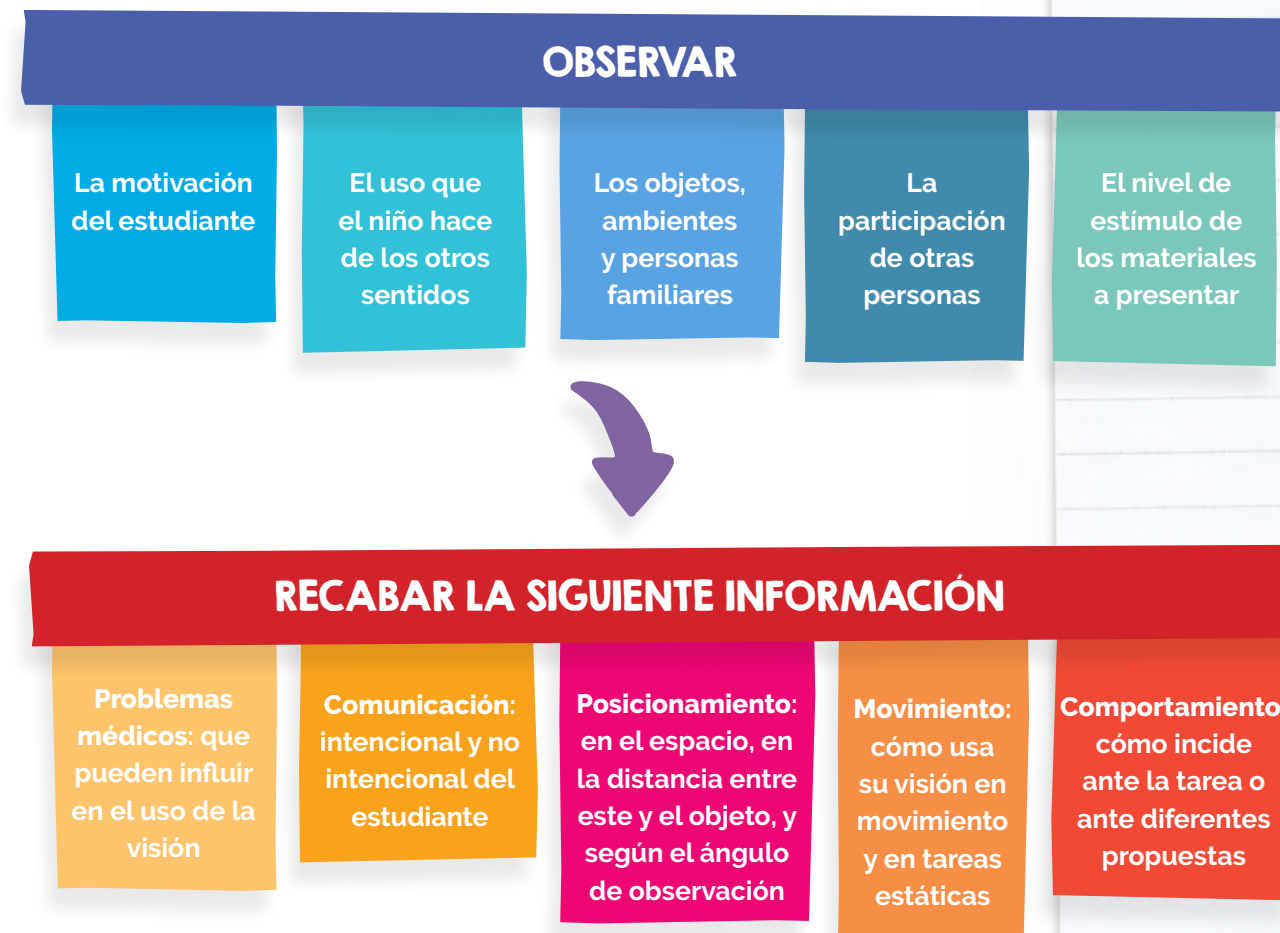 OBSERVAR
La motivación
del estudiante
El uso que
el niño hace
de los otros
sentidos
Los objetos,
ambientes
y personas
familiares
La
participación
de otras
personas
El nivel de
estímulo de
los materiales
a presentar
RECABAR LA SIGUIENTE INFORMACIÓN
Problemas
médicos: que
pueden influir
en el uso de la
visión
Comunicación:
intencional y no
intencional del
estudiante
Posicionamiento:
en el espacio, en
la distancia entre
este y el objeto, y
según el ángulo
de observación
Movimiento:
cómo usa
su visión en
movimiento
y en tareas
estáticas
Comportamiento
cómo incide
ante la tarea o
ante diferentes
propuestas